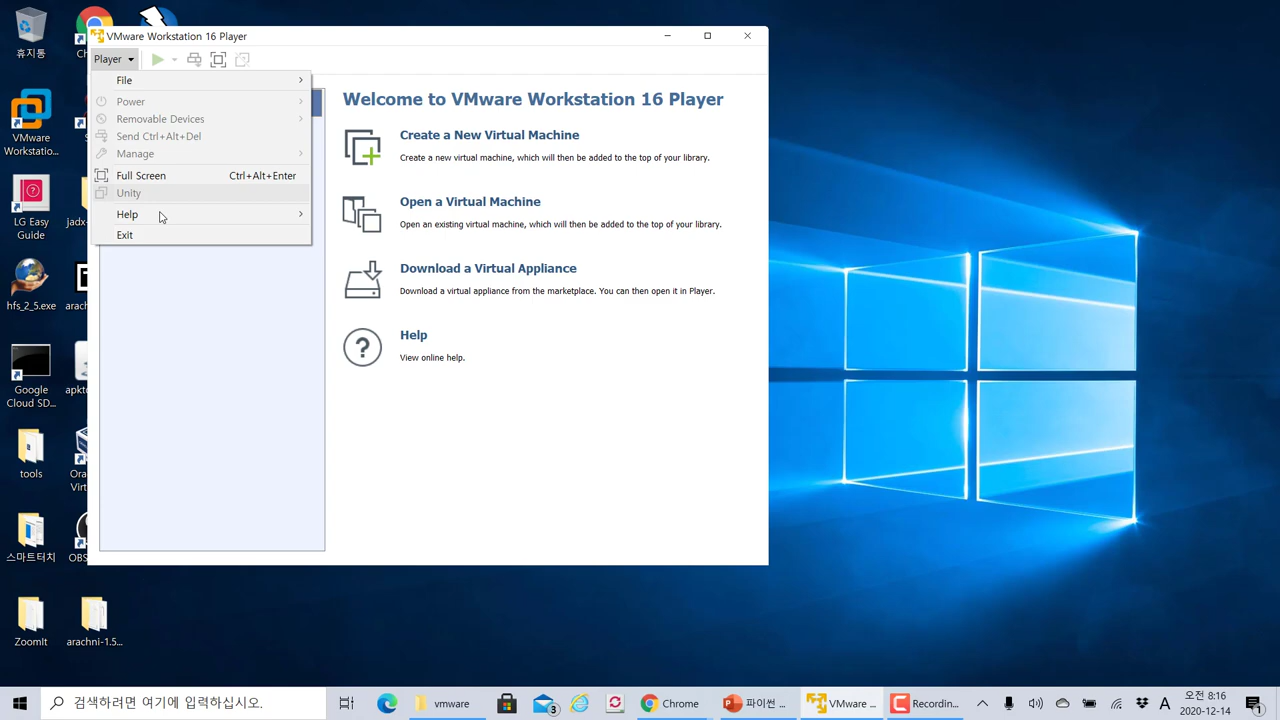 휴지통
VMware
Workstation...
LG Easy
Guide
jadx-
hfs_2_5.exe
arach
Google
Cloud SD...
apkto
tools
Ora
Virt
스마트터치
OBS
ZoomIt
arachni-1.5...
VMware Workstation 16 Player
Player
File
Power
Removable Devices
Send Ctrl+Alt+Del
Manage
Full Screen Ctrl+Alt+Enter
Unity
Help
Exit
Welcome to VMware Workstation 16 Player
Create a New Virtual Machine
Create a new virtual machine, which will then be added to the top of your library.
Open a Virtual Machine
Open an existing virtual machine, which will then be added to the top of your library.
Download a Virtual Appliance
Download a virtual appliance from the marketplace. You can then open it in Player.
Help
View online help.
검색하려면 여기에 입력하십시오.
vmware
3
Chrome
파이썬 ...
VMware ...
Recordin...
A
오전 8:16
2020-12-14
1